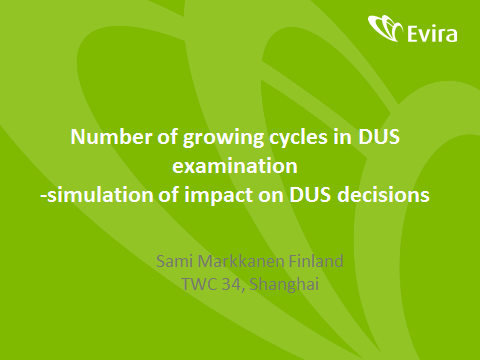 Evira
Number of growing cycles in DUS
examination
-simulation of impact on DUS decisions
Sami Markkanen Finland
TWC 34, Shanghai